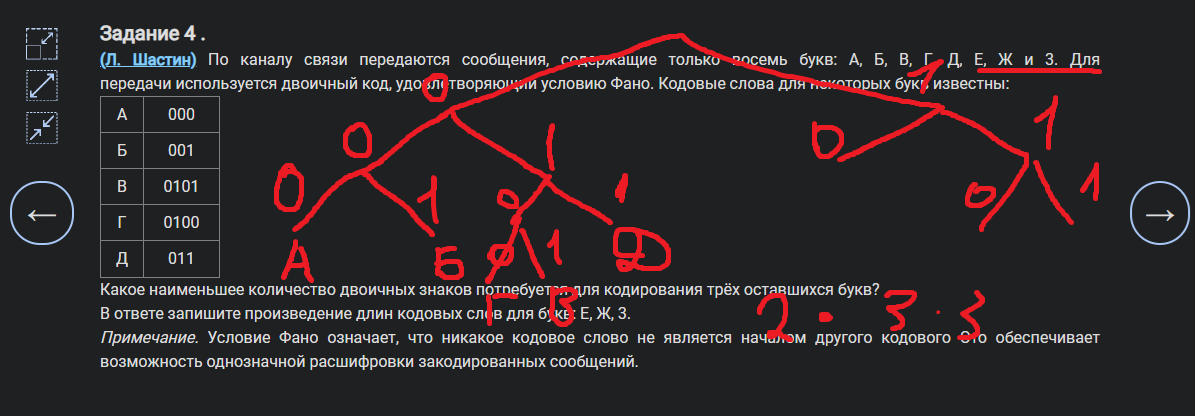 Задание 4 .
(Л. Шастин) По каналу связи передаются сообщения, содержащие только восемь букв: А, Б, В, Г, Д, Е, Ж и З. Для
передачи используется двоичный код, удовлетворяющий условию Фано. Кодовые слова для некоторых букв известны:
0 1
А 000
0 1 0 1
Б 001
0 1 0 1 0 1
В 0101
Г 0100
0 1 Д
Д 011
А Б
Какое наименьшее количество двоичных знаков потребуется для кодирования трёх оставшихся букв?
Г В 2 · 3 · 3
В ответе запишите произведение длин кодовых слов для букв: Е, Ж, З.
Примечание. Условие Фано означает, что никакое кодовое слово не является началом другого кодового Это обеспечивает
возможность однозначной расшифровки закодированных сообщений.